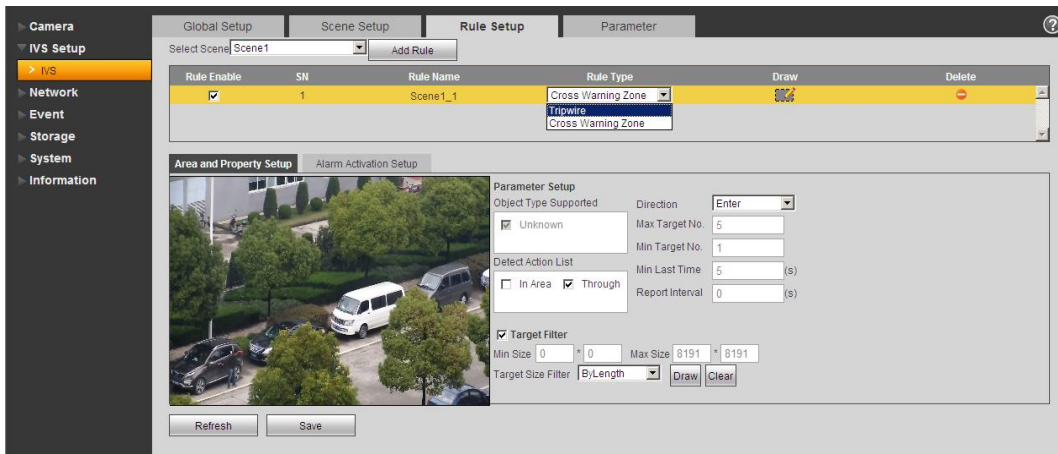 Camera
IVS Setup
> IVS
Network
Event
Storage
System
Information
Global Setup Scene Setup Rule Setup Parameter ?
Select Scene Scene1 Add Rule
Rule Enable SN Rule Name Rule Type Draw Delete
1 Scene1_1 Cross Warning Zone
Tripwire
Cross Warning Zone
Area and Property Setup Alarm Activation Setup
Parameter Setup
Object Type Supported Direction Enter
Unknown Max Target No. 5
Min Target No. 1
Detect Action List Min Last Time 5 (s)
In Area Through Report Interval 0 (s)
Target Filter
Min Size 0 * 0 Max Size 8191 * 8191
Target Size Filter ByLength Draw Clear
Refresh Save